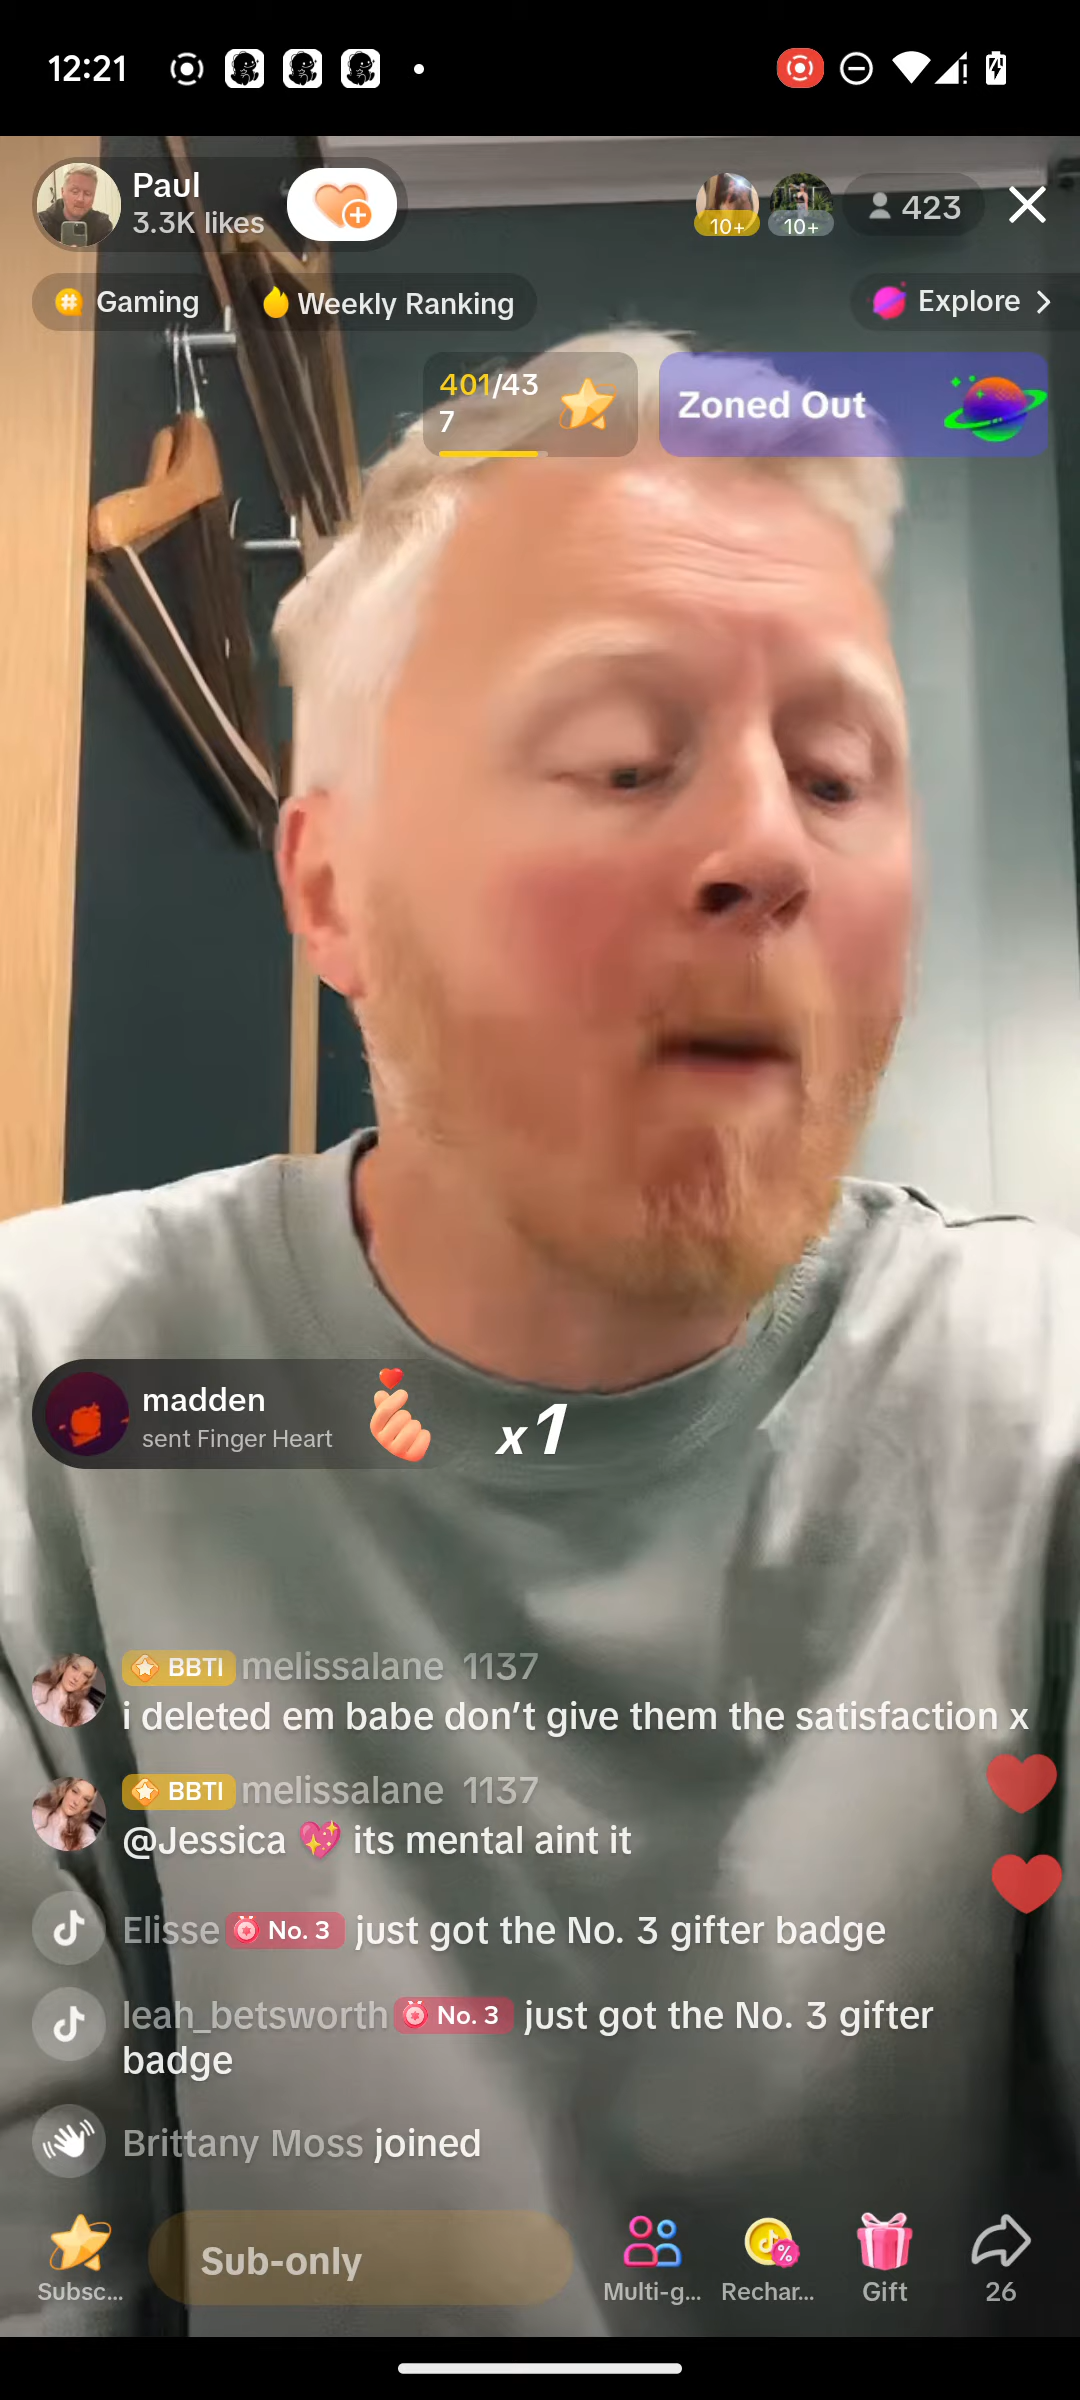 12:21
Paul
3.3K likes
10+
10+
423
Gaming
Weekly Ranking
Explore
401/43
7
Zoned Out
madden
sent Finger Heart
x1
BBTI melissalane 1137
i deleted em babe don’t give them the satisfaction x
BBTI melissalane 1137
@Jessica 💖 its mental aint it
Elisse No. 3 just got the No. 3 gifter badge
leah_betsworth No. 3 just got the No. 3 gifter
badge
Brittany Moss joined
Sub-only
Subsc...
Multi-g...
Rechar...
Gift
26